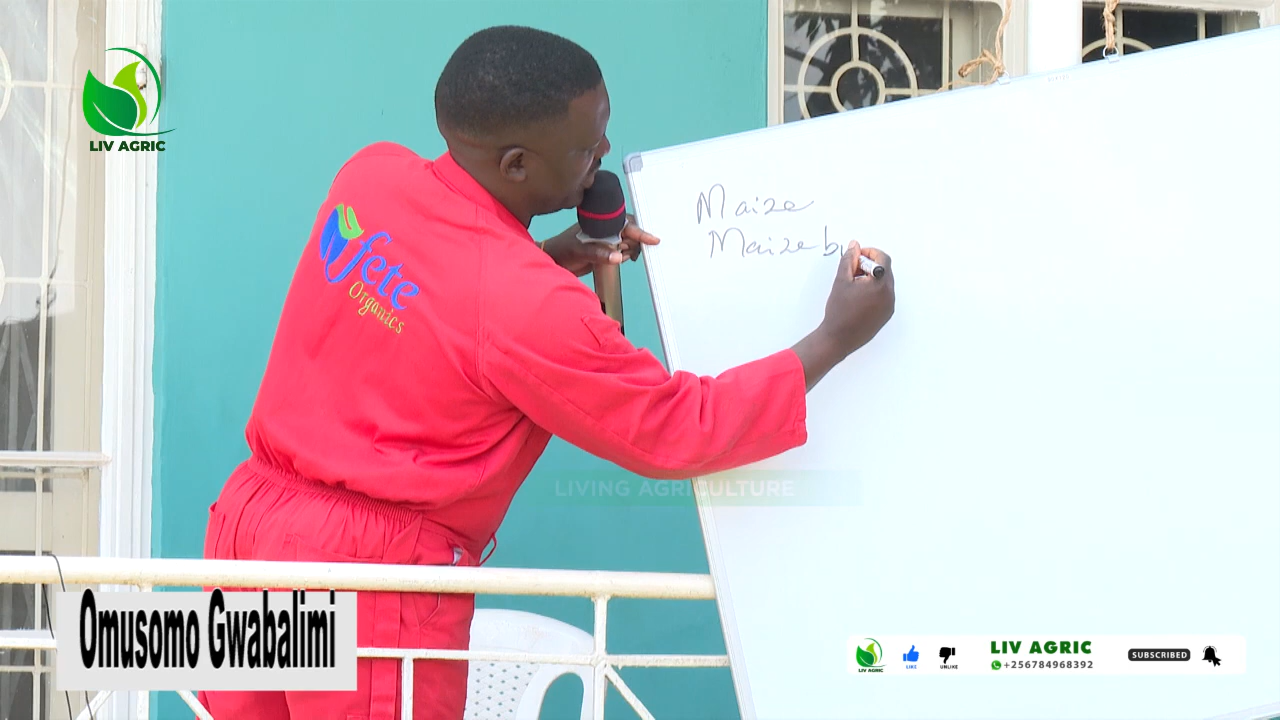 LIV AGRIC
Maize
Maize b
fete
Organics
LIVING AGRICULTURE
Omusomo Gwabalimi
LIV AGRIC
LIKE
UNLIKE
LIV AGRIC
+256784968392
SUBSCRIBED